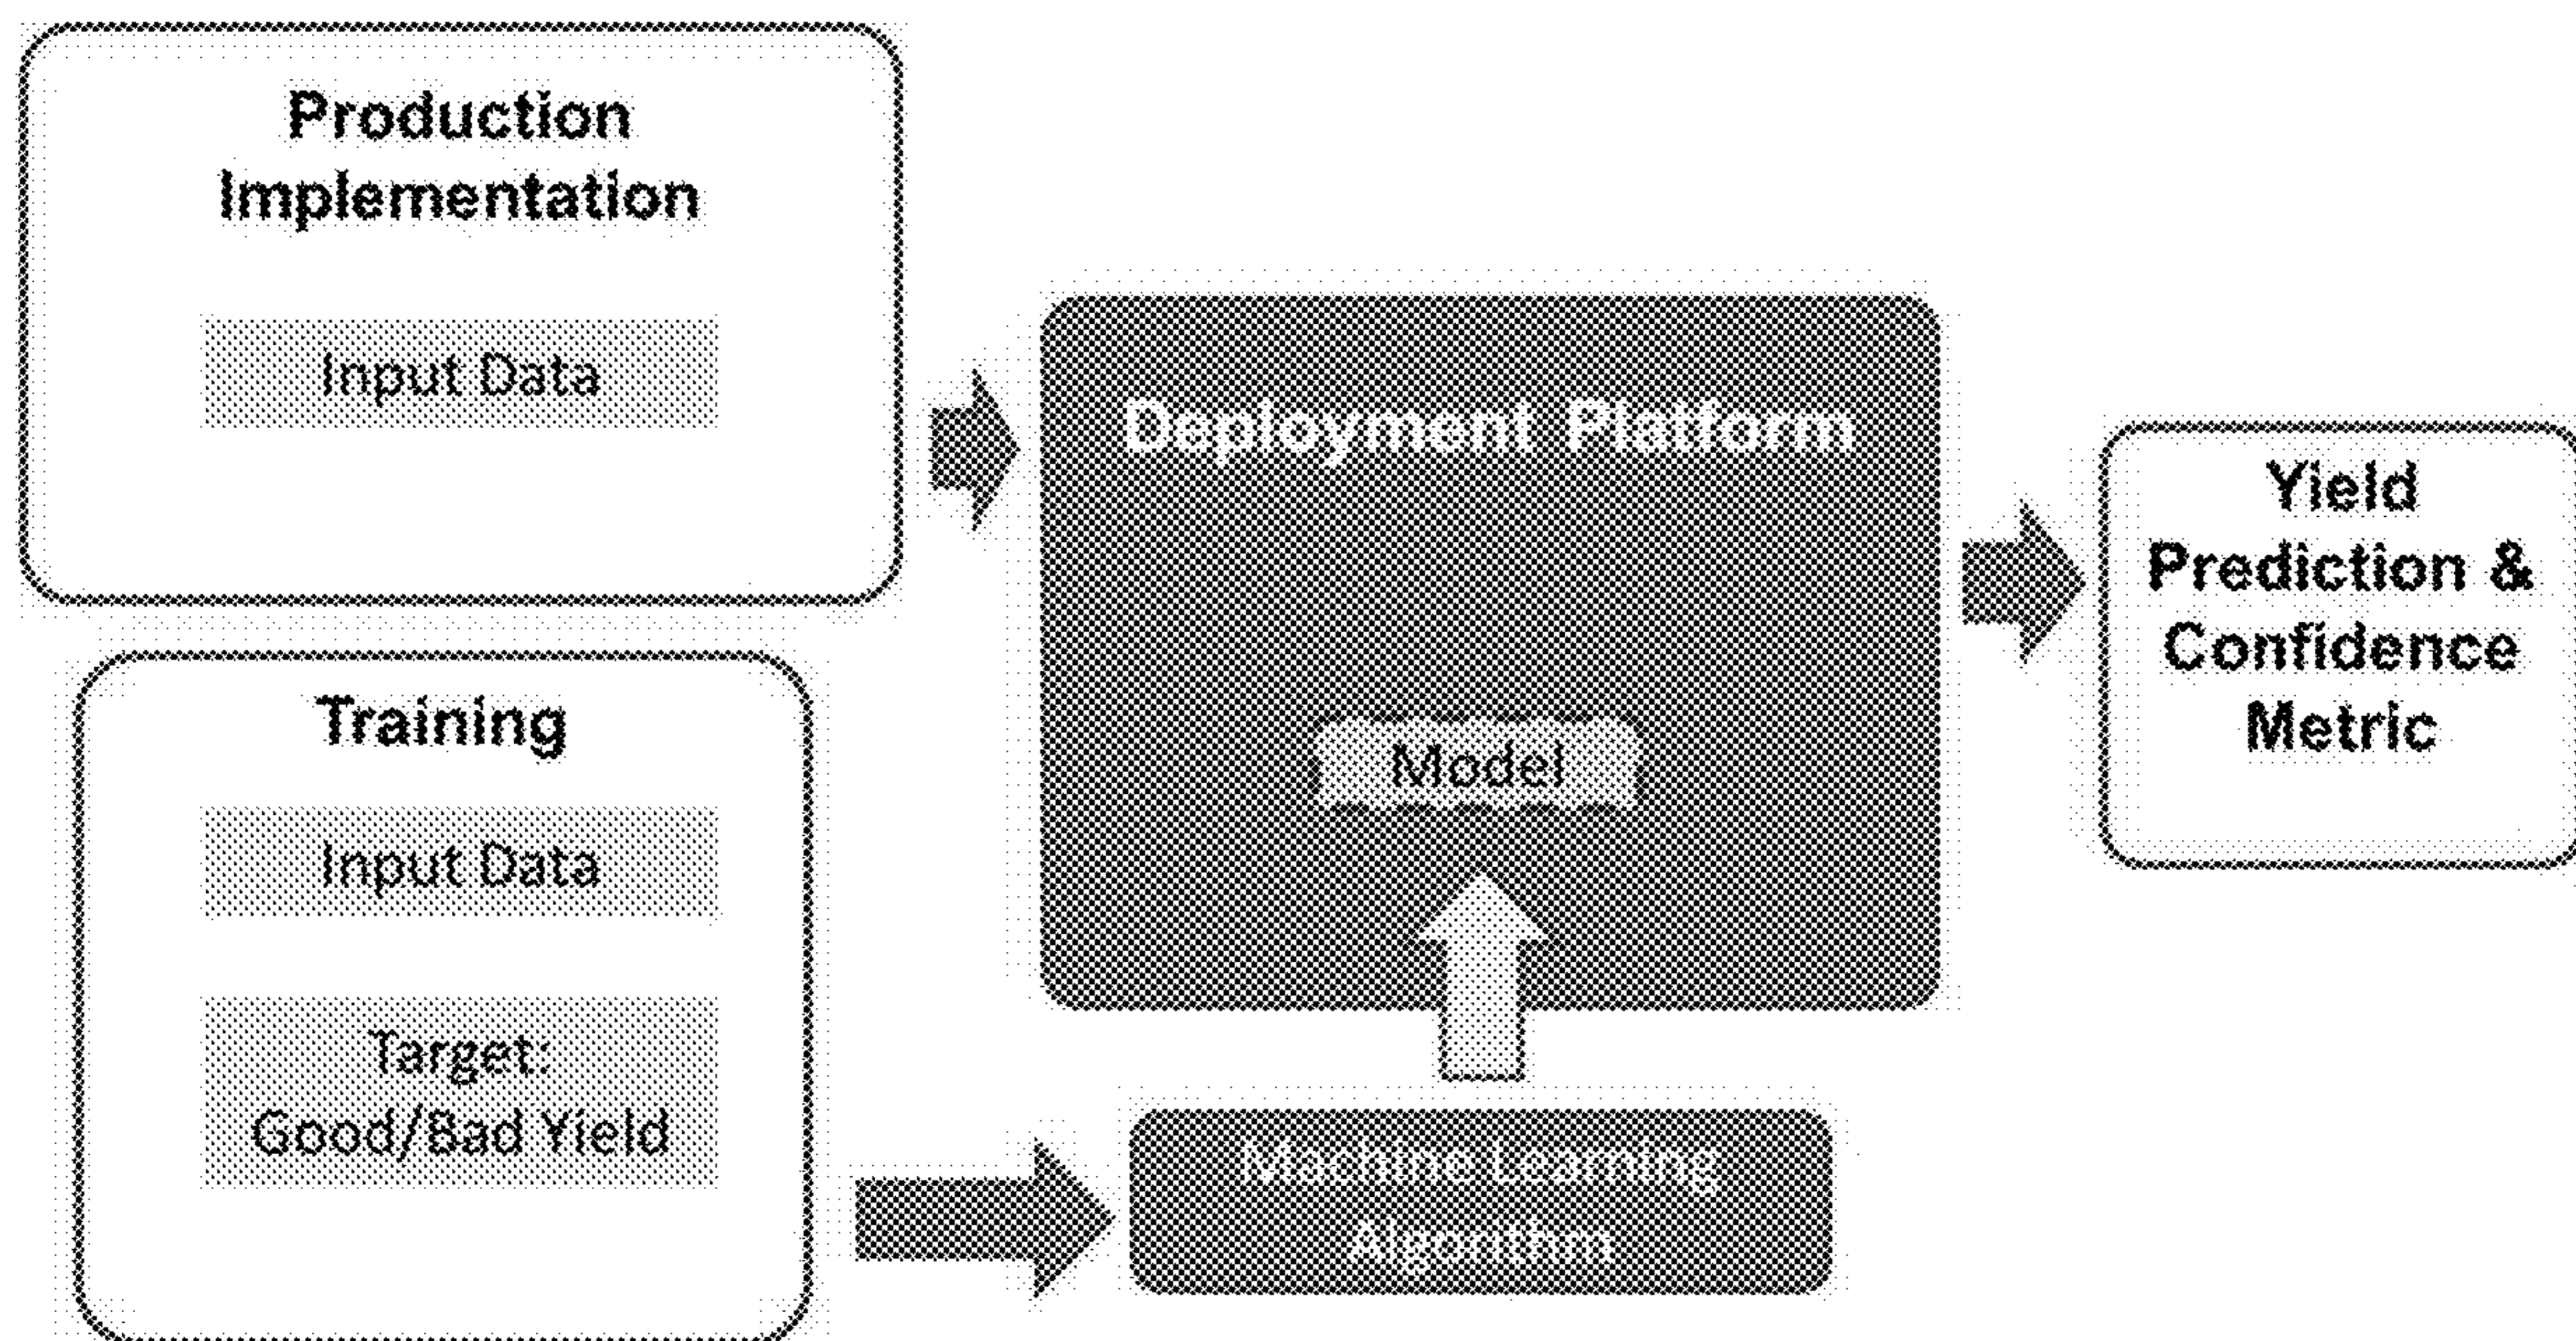 Production
Implementation
Input Data
Training
Input Data
Target:
Good/Bad Yield
Deployment Platform
Model
Machine Learning
Algorithm
Yield
Prediction &
Confidence
Metric